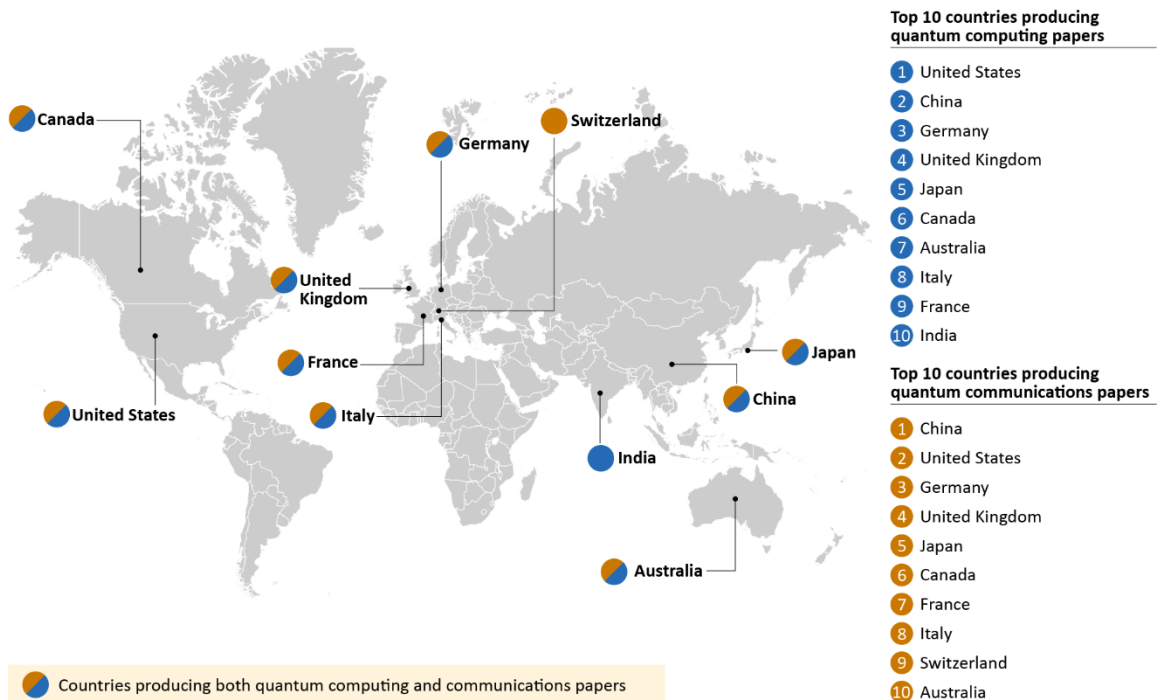 Canada
Germany
Switzerland
United
Kingdom
France
Italy
United States
Japan
China
India
Australia
Countries producing both quantum computing and communications papers
Top 10 countries producing
quantum computing papers
1 United States
2 China
3 Germany
4 United Kingdom
5 Japan
6 Canada
7 Australia
8 Italy
9 France
10 India
Top 10 countries producing
quantum communications papers
1 China
2 United States
3 Germany
4 United Kingdom
5 Japan
6 Canada
7 France
8 Italy
9 Switzerland
10 Australia